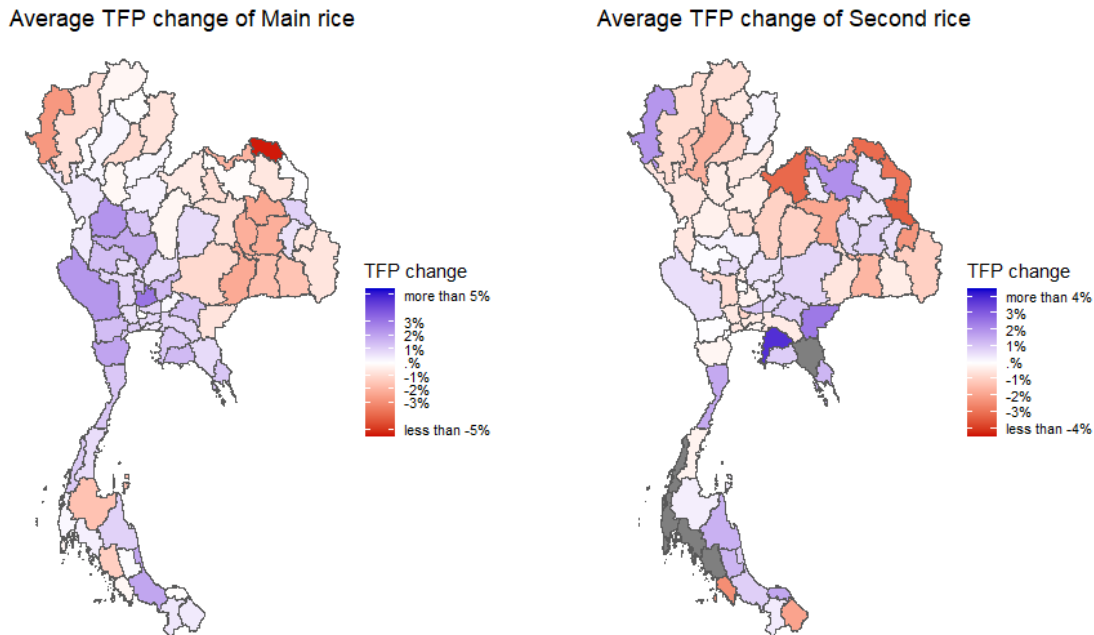 Average TFP change of Main rice
Average TFP change of Second rice
TFP change
more than 5%
3%
2%
1%
.%
-1%
-2%
-3%
less than -5%
TFP change
more than 4%
3%
2%
1%
.%
-1%
-2%
-3%
less than -4%